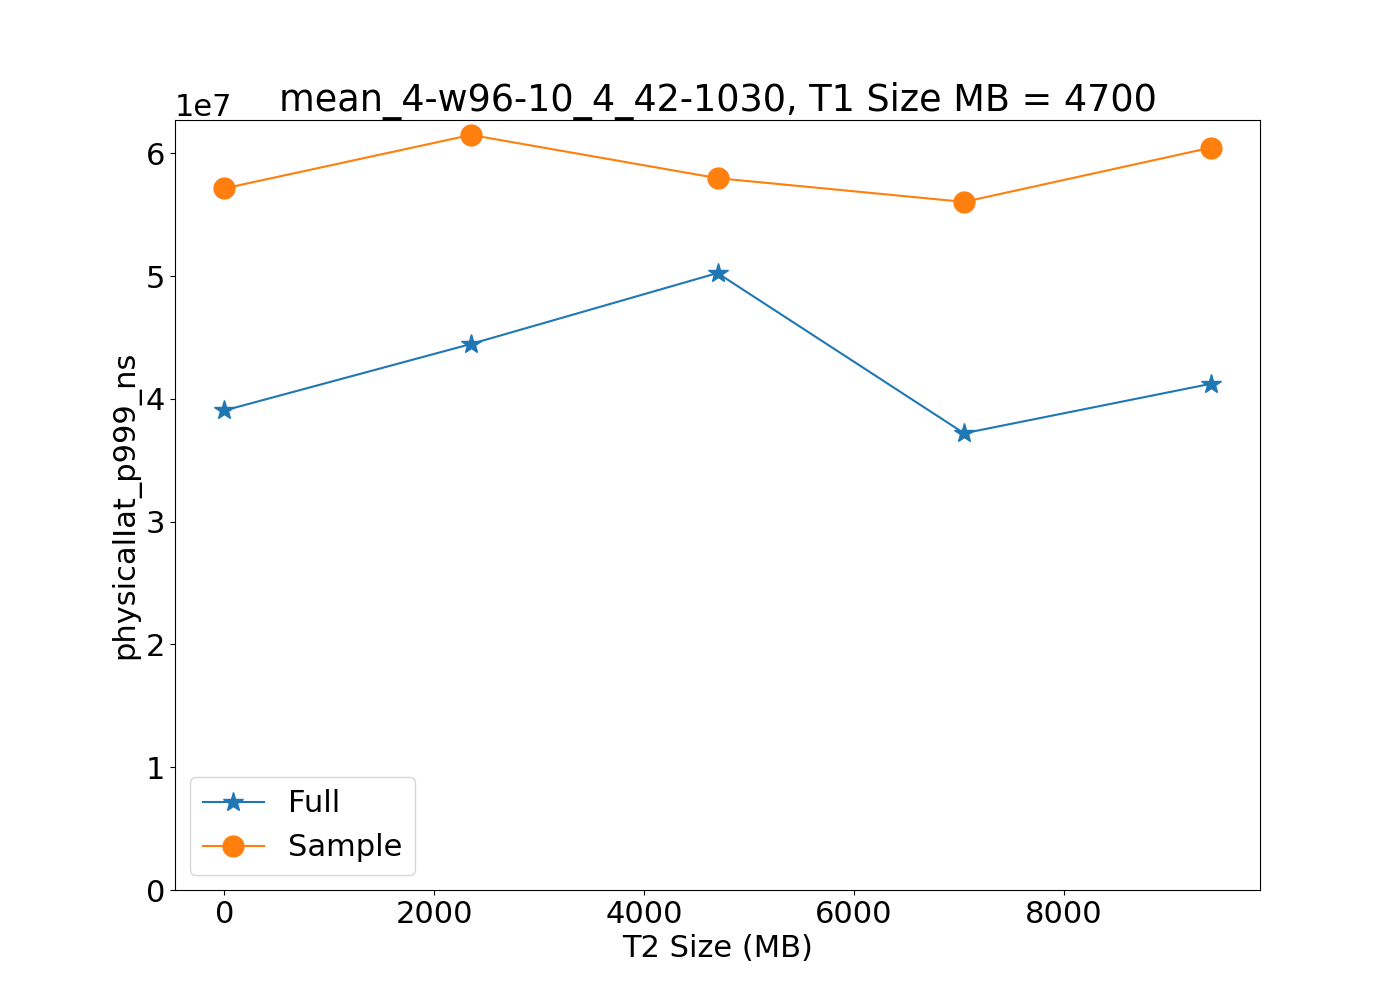 1e7
mean_4-w96-10_4_42-1030, T1 Size MB = 4700
6
5
4
3
2
1
0
physicallat_p999_ns
Full
Sample
0 2000 4000 6000 8000
T2 Size (MB)